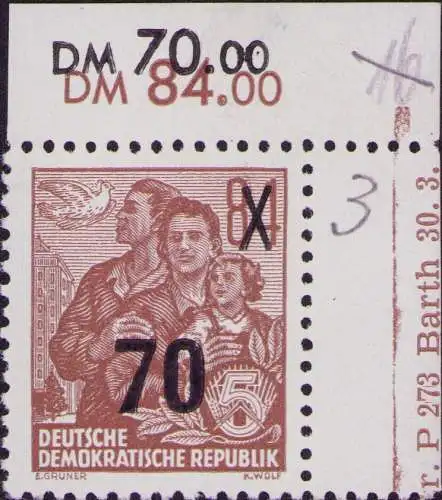 DM 70.00
DM 84.00
16
3
84
X
70
5
DEUTSCHE
DEMOKRATISCHE REPUBLIK
E. GRUNER K. WOLF
r P 273 Barth 30. 3.